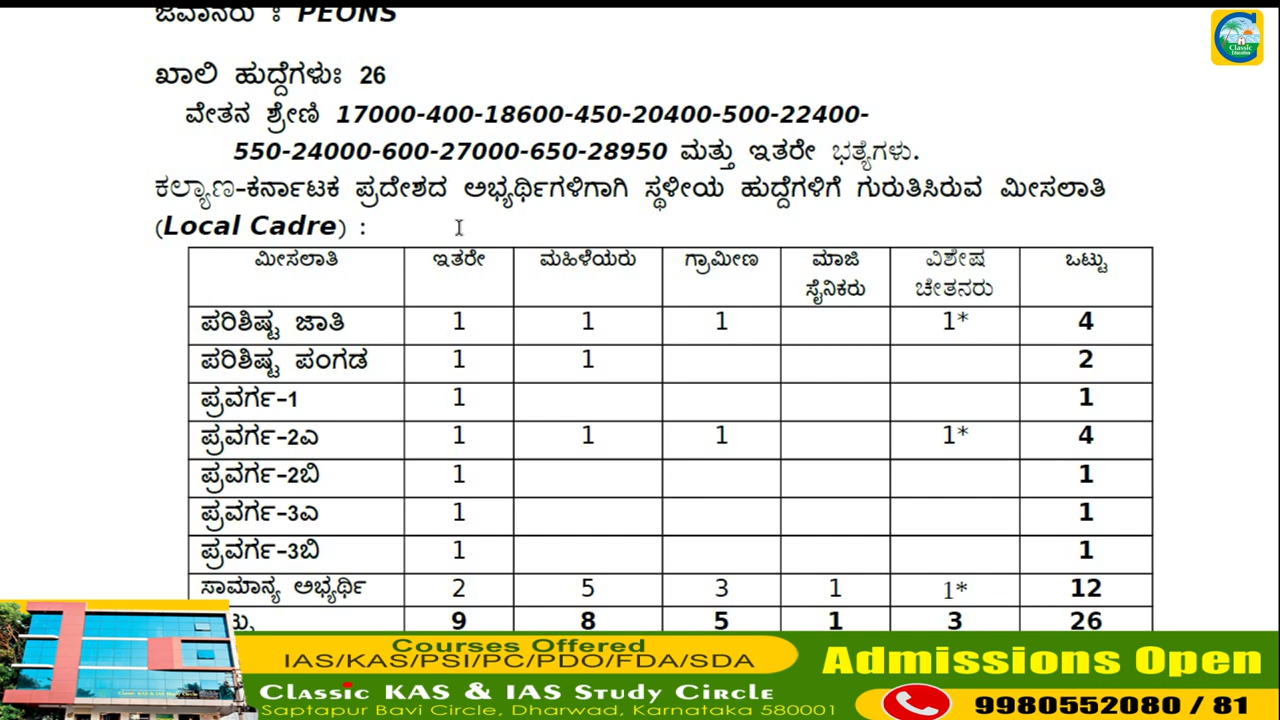 ಜವಾನರು ಃ PEONS
Classic
Education
ಖಾಲಿ ಹುದ್ದೆಗಳುಃ 26
ವೇತನ ಶ್ರೇಣಿ 17000-400-18600-450-20400-500-22400-
550-24000-600-27000-650-28950 ಮತ್ತು ಇತರೇ ಭತ್ಯೆಗಳು.
ಕಲ್ಯಾಣ-ಕರ್ನಾಟಕ ಪ್ರದೇಶದ ಅಭ್ಯರ್ಥಿಗಳಿಗಾಗಿ ಸ್ಥಳೀಯ ಹುದ್ದೆಗಳಿಗೆ ಗುರುತಿಸಿರುವ ಮೀಸಲಾತಿ
(Local Cadre) :
ಮೀಸಲಾತಿ ಇತರೇ ಮಹಿಳೆಯರು ಗ್ರಾಮೀಣ ಮಾಜಿ ಸೈನಿಕರು ವಿಶೇಷ ಚೇತನರು ಒಟ್ಟು
ಪರಿಶಿಷ್ಟ ಜಾತಿ 1 1 1 1* 4
ಪರಿಶಿಷ್ಟ ಪಂಗಡ 1 1 2
ಪ್ರವರ್ಗ-1 1 1
ಪ್ರವರ್ಗ-2ಎ 1 1 1 1* 4
ಪ್ರವರ್ಗ-2ಬಿ 1 1
ಪ್ರವರ್ಗ-3ಎ 1 1
ಪ್ರವರ್ಗ-3ಬಿ 1 1
ಸಾಮಾನ್ಯ ಅಭ್ಯರ್ಥಿ 2 5 3 1 1* 12
9 8 5 1 3 26
Courses Offered
IAS/KAS/PSI/PC/PDO/FDA/SDA
Classic KAS & IAS Study Circle
Saptapur Bavi Circle, Dharwad, Karnataka 580001
Admissions Open
9980552080 / 81